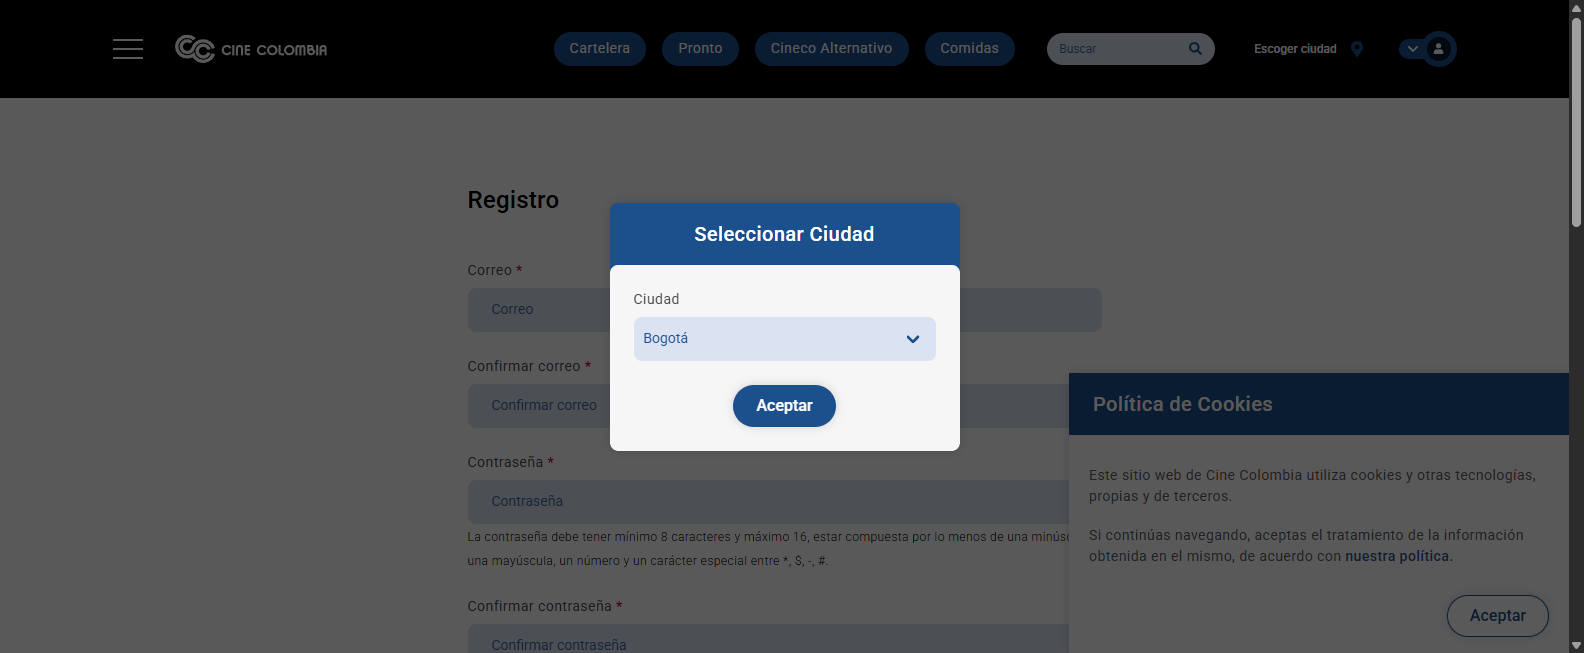 CINE COLOMBIA
Cartelera
Pronto
Cineco Alternativo
Comidas
Buscar
Escoger ciudad
Registro
Correo *
Correo
Confirmar correo *
Confirmar correo
Contraseña *
Contraseña
La contraseña debe tener mínimo 8 caracteres y máximo 16, estar compuesta por lo menos de una
una mayúscula, un número y un carácter especial entre *, $, -, #.
Confirmar contraseña *
Confirmar contraseña
Seleccionar Ciudad
Ciudad
Bogotá
Aceptar
Política de Cookies
Este sitio web de Cine Colombia utiliza cookies y otras tecnologías,
propias y de terceros.
Si continúas navegando, aceptas el tratamiento de la información
obtenida en el mismo, de acuerdo con nuestra política.
Aceptar